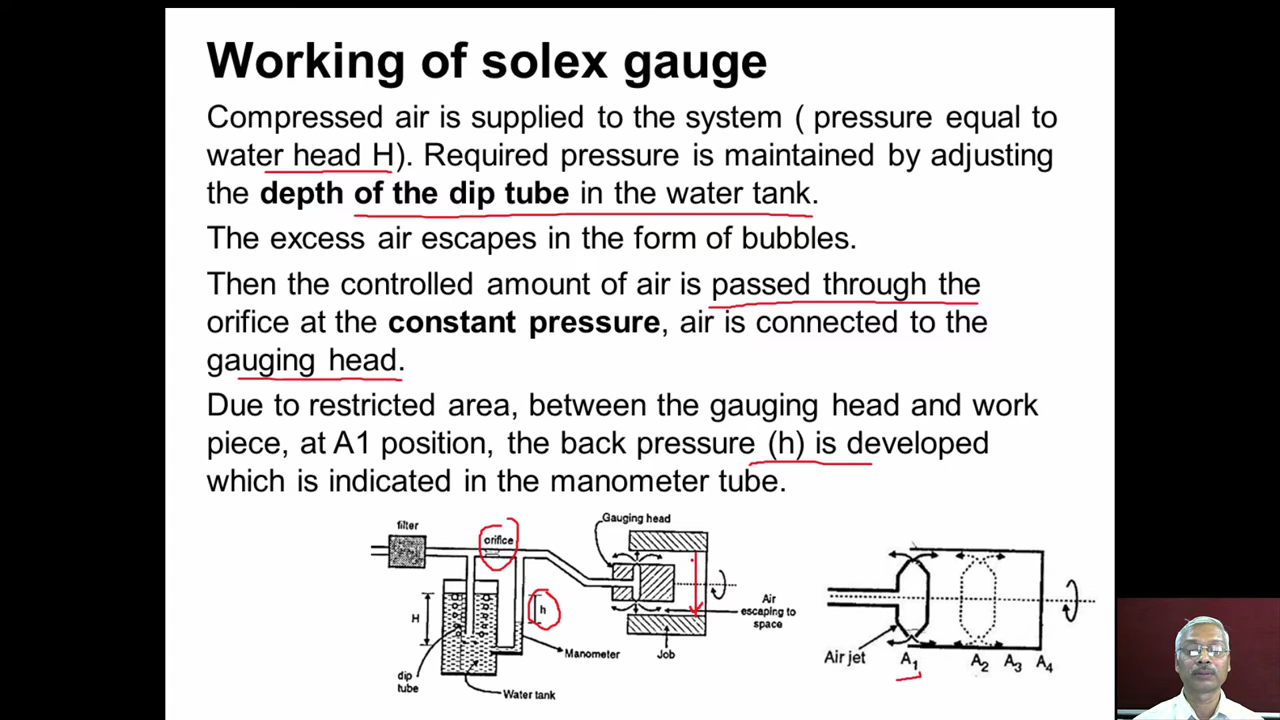 Working of solex gauge
Compressed air is supplied to the system ( pressure equal to
water head H). Required pressure is maintained by adjusting
the depth of the dip tube in the water tank.
The excess air escapes in the form of bubbles.
Then the controlled amount of air is passed through the
orifice at the constant pressure, air is connected to the
gauging head.
Due to restricted area, between the gauging head and work
piece, at A1 position, the back pressure (h) is developed
which is indicated in the manometer tube.
filter
orifice
Gauging head
H
h
Air
escaping to
space
Manometer
Job
dip
tube
Water tank
Air jet
A1 A2 A3 A4